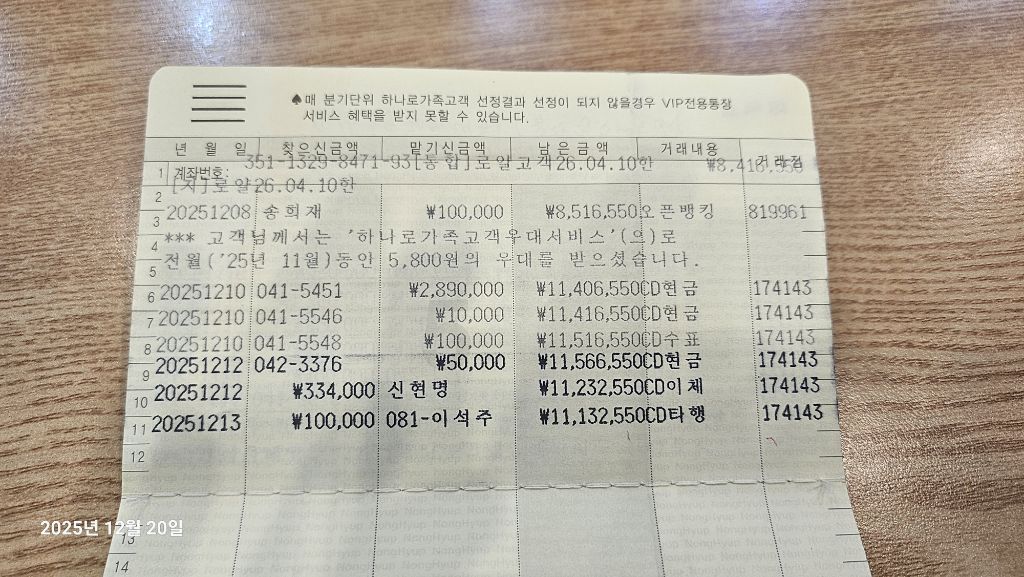 ♠매 분기단위 하나로가족고객 선정결과 선정이 되지 않을경우 VIP전용통장
서비스 혜택을 받지 못할 수 있습니다.
년 월 일 찾으신금액 맡기신금액 남은금액 거래내용 거래점
1 계좌번호: 351-1329-8471-93[통합]로얄고객26.04.10한 ₩8,416,550
2 [지]로얄26.04.10한
3 20251208 송희재 ₩100,000 ₩8,516,550오픈뱅킹 819961
4 *** 고객님께서는 '하나로가족고객우대서비스'(으)로
5 전월('25년 11월)동안 5,800원의 우대를 받으셨습니다.
6 20251210 041-5451 ₩2,890,000 ₩11,406,550CD현금 174143
7 20251210 041-5546 ₩10,000 ₩11,416,550CD현금 174143
8 20251210 041-5548 ₩100,000 ₩11,516,550CD수표 174143
9 20251212 042-3376 ₩50,000 ₩11,566,550CD현금 174143
10 20251212 ₩334,000 신현명 ₩11,232,550CD이체 174143
11 20251213 ₩100,000 081-이석주 ₩11,132,550CD타행 174143
12
2025년 12월 20일
13
14